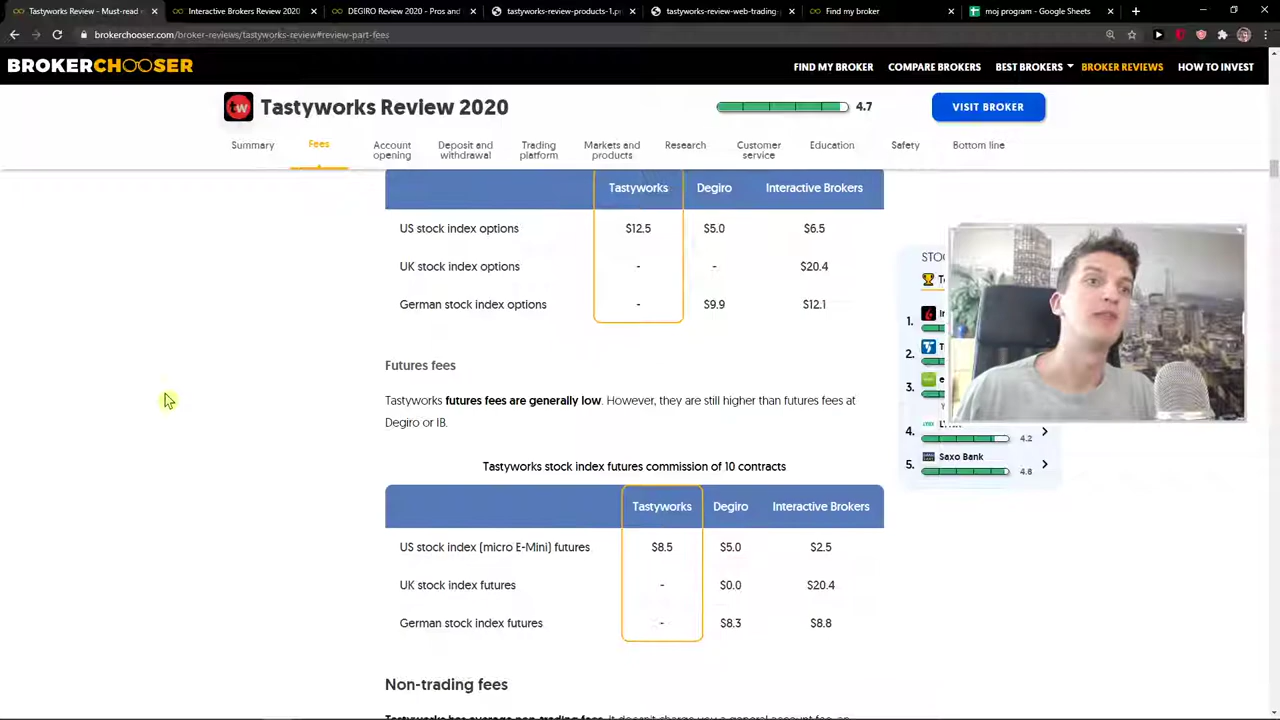 Tastyworks Review - Must-read
Interactive Brokers Review 2020
DEGIRO Review 2020 - Pros and
tastyworks-review-products-1.p
tastyworks-review-web-trading-
Find my broker
moj program - Google Sheets
brokerchooser.com/broker-reviews/tastyworks-review#review-part-fees
BROKERCHOOSER
FIND MY BROKER
COMPARE BROKERS
BEST BROKERS
BROKER REVIEWS
HOW TO INVEST
tw
Tastyworks Review 2020
4.7
VISIT BROKER
Summary
Fees
Account opening
Deposit and withdrawal
Trading platform
Markets and products
Research
Customer service
Education
Safety
Bottom line
Tastyworks Degiro Interactive Brokers
US stock index options $12.5 $5.0 $6.5
UK stock index options - - $20.4
German stock index options - $9.9 $12.1
Futures fees
Tastyworks futures fees are generally low. However, they are still higher than futures fees at
Degiro or IB.
Tastyworks stock index futures commission of 10 contracts
Tastyworks Degiro Interactive Brokers
US stock index (micro E-Mini) futures $8.5 $5.0 $2.5
UK stock index futures - $0.0 $20.4
German stock index futures - $8.3 $8.8
Non-trading fees
STOC
1.
2.
3.
4. 4.2
5. Saxo Bank 4.6